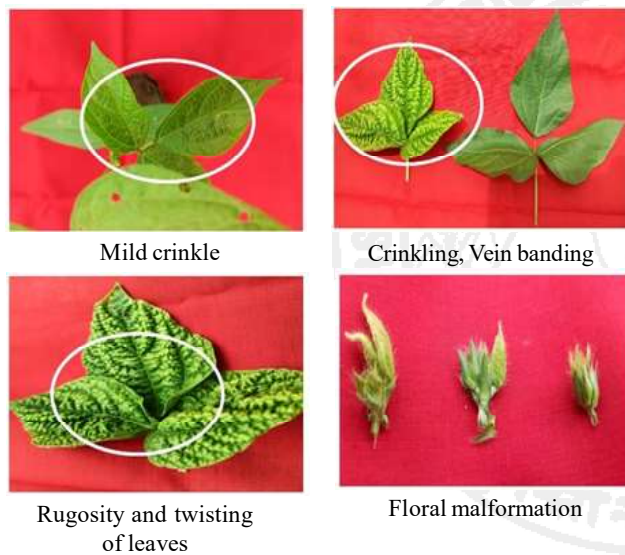 Mild crinkle
Crinkling, Vein banding
Rugosity and twisting
of leaves
Floral malformation